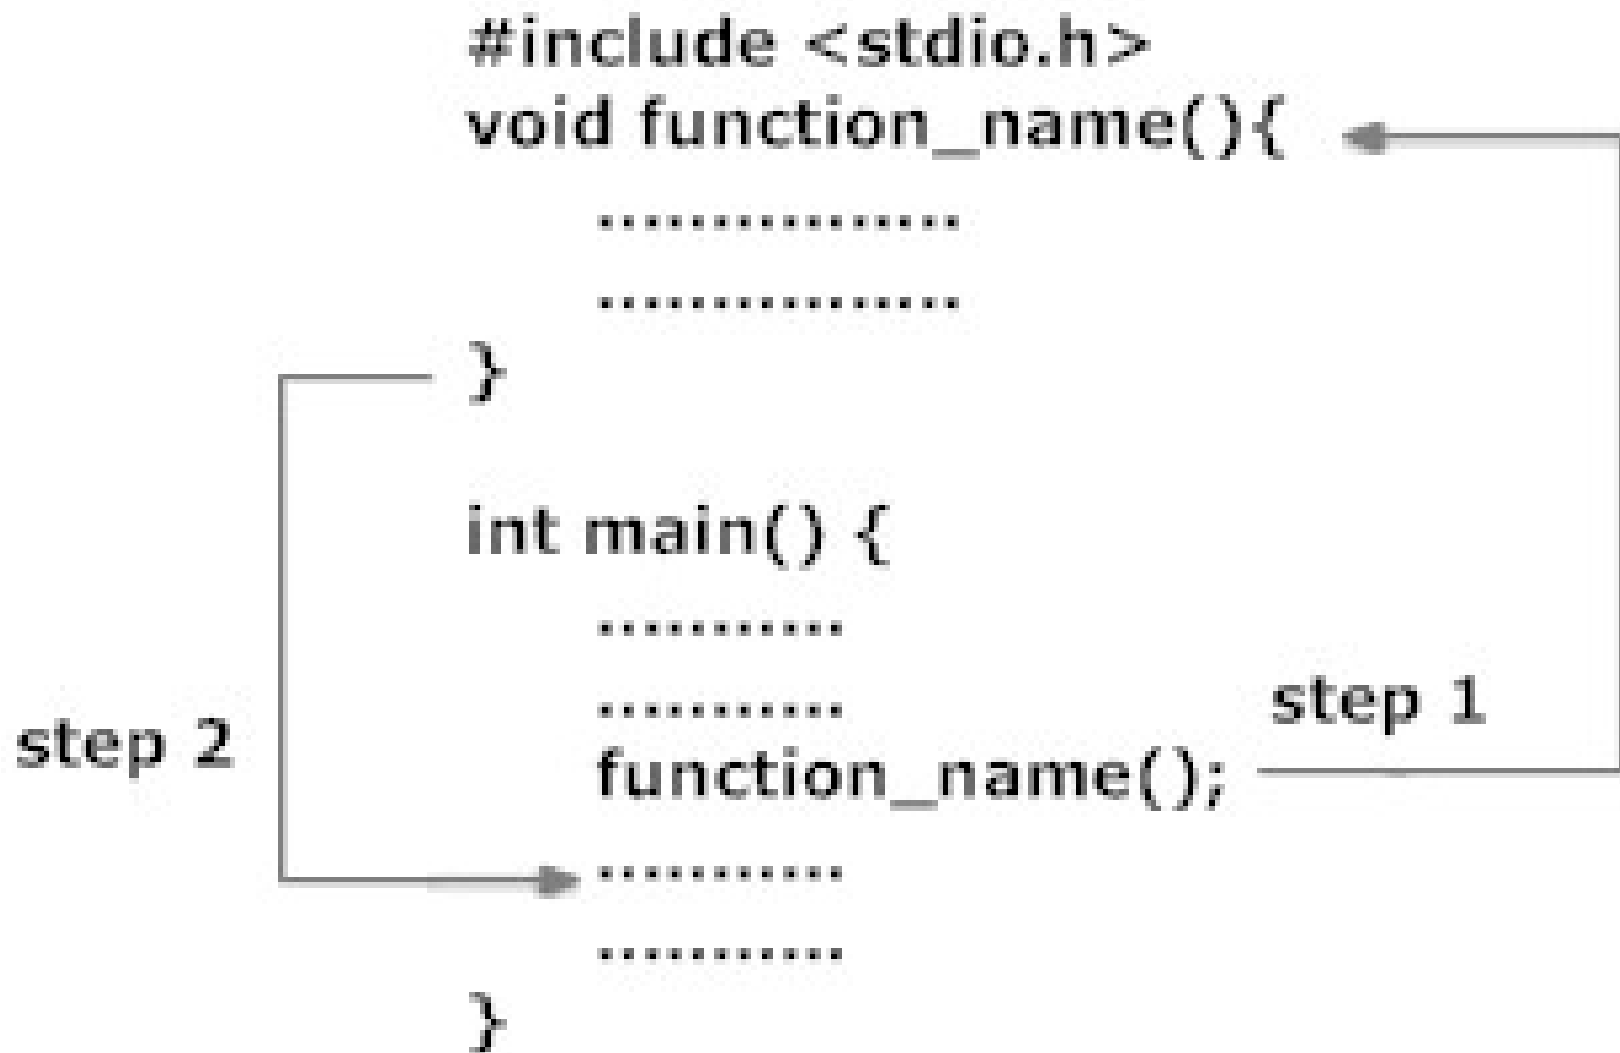 #include <stdio.h>
void function_name(){
................
................
}
int main() {
...........
...........
step 1
function_name();
step 2
...........
...........
}